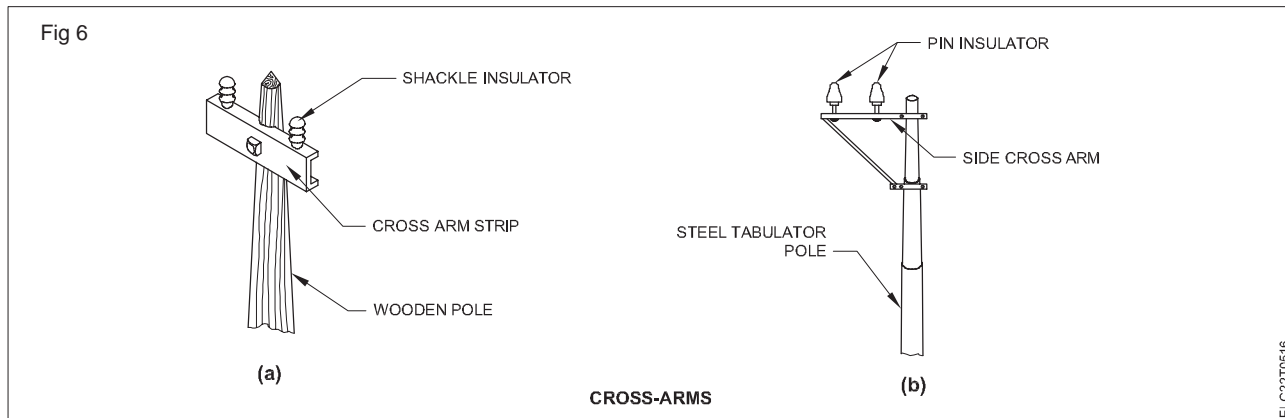 Fig 6
SHACKLE INSULATOR
CROSS ARM STRIP
WOODEN POLE
(a)
PIN INSULATOR
SIDE CROSS ARM
STEEL TABULATOR
POLE
(b)
CROSS-ARMS